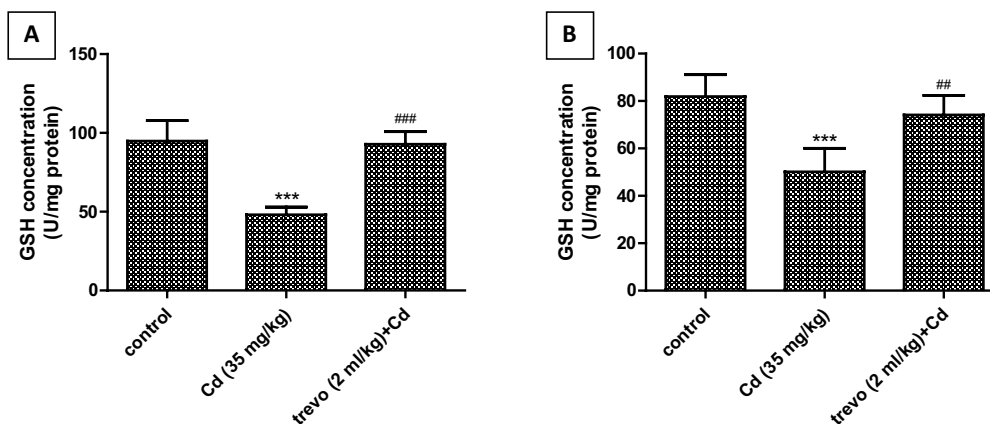 A
GSH concentration
(U/mg protein)
150
100
50
0
***
###
control
Cd (35 mg/kg)
trevo (2 ml/kg)+Cd
B
GSH concentration
(U/mg protein)
80
60
40
20
0
***
##
control
Cd (35 mg/kg)
trevo (2 ml/kg)+Cd